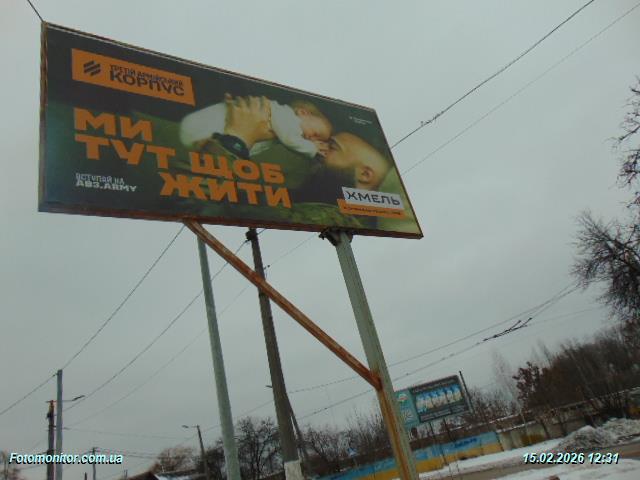 ТРЕТІЙ АРМІЙСЬКИЙ
КОРПУС
МИ
ТУТ ЩОБ
ЖИТИ
ВСТУПАЙ НА
AB3.ARMY
ХМЕЛЬ
Fotomonitor.com.ua
15.02.2026 12:31